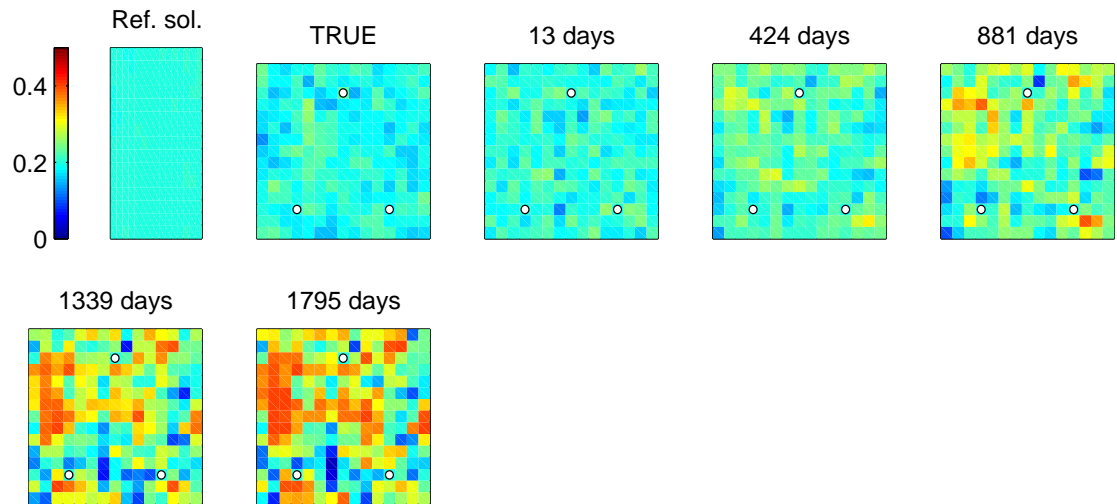 Ref. sol.
TRUE
13 days
424 days
881 days
0.4
0.2
0
1339 days
1795 days